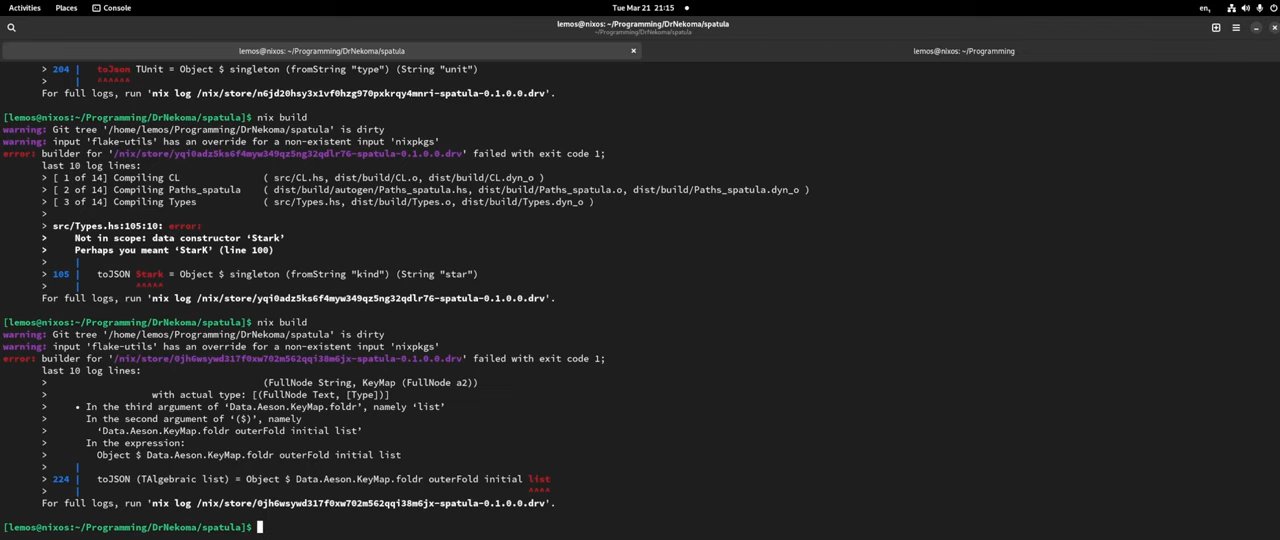 Activities Places Console Tue Mar 21 21:15 en,
lemos@nixos: ~/Programming/DrNekoma/spatula
~/Programming/DrNekoma/spatula
lemos@nixos: ~/Programming/DrNekoma/spatula lemos@nixos: ~/Programming
> 204 | toJson TUnit = Object $ singleton (fromString "type") (String "unit")
> | ^^^^^^
For full logs, run 'nix log /nix/store/n6jd20hsy3x1vf0hzg970pxkrqy4mnri-spatula-0.1.0.0.drv'.
[lemos@nixos:~/Programming/DrNekoma/spatula]$ nix build
warning: Git tree '/home/lemos/Programming/DrNekoma/spatula' is dirty
warning: input 'flake-utils' has an override for a non-existent input 'nixpkgs'
error: builder for '/nix/store/yqi0adz5ks6f4myw349qz5ng32qdlr76-spatula-0.1.0.0.drv' failed with exit code 1;
last 10 log lines:
> [ 1 of 14] Compiling CL ( src/CL.hs, dist/build/CL.o, dist/build/CL.dyn_o )
> [ 2 of 14] Compiling Paths_spatula ( dist/build/autogen/Paths_spatula.hs, dist/build/Paths_spatula.o, dist/build/Paths_spatula.dyn_o )
> [ 3 of 14] Compiling Types ( src/Types.hs, dist/build/Types.o, dist/build/Types.dyn_o )
>
> src/Types.hs:105:10: error:
> Not in scope: data constructor ‘Stark’
> Perhaps you meant ‘StarK’ (line 100)
> |
> 105 | toJSON Stark = Object $ singleton (fromString "kind") (String "star")
> | ^^^^^
For full logs, run 'nix log /nix/store/yqi0adz5ks6f4myw349qz5ng32qdlr76-spatula-0.1.0.0.drv'.
[lemos@nixos:~/Programming/DrNekoma/spatula]$ nix build
warning: Git tree '/home/lemos/Programming/DrNekoma/spatula' is dirty
warning: input 'flake-utils' has an override for a non-existent input 'nixpkgs'
error: builder for '/nix/store/0jh6wsywd317f0xw702m562qqi38m6jx-spatula-0.1.0.0.drv' failed with exit code 1;
last 10 log lines:
> (FullNode String, KeyMap (FullNode a2))
> with actual type: [(FullNode Text, [Type])]
> • In the third argument of ‘Data.Aeson.KeyMap.foldr’, namely ‘list’
> In the second argument of ‘($)’, namely
> ‘Data.Aeson.KeyMap.foldr outerFold initial list’
> In the expression:
> Object $ Data.Aeson.KeyMap.foldr outerFold initial list
> |
> 224 | toJSON (TAlgebraic list) = Object $ Data.Aeson.KeyMap.foldr outerFold initial list
> | ^^^^
For full logs, run 'nix log /nix/store/0jh6wsywd317f0xw702m562qqi38m6jx-spatula-0.1.0.0.drv'.
[lemos@nixos:~/Programming/DrNekoma/spatula]$